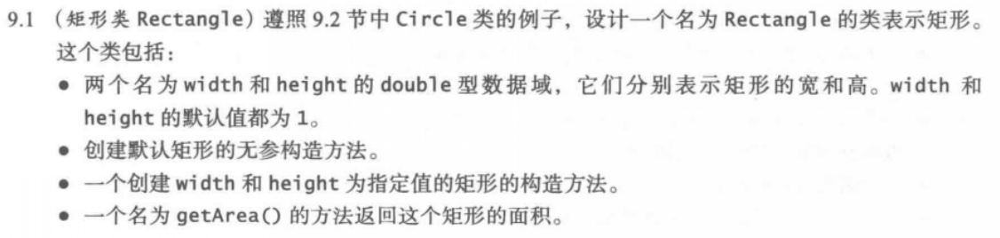 9.1 （矩形类 Rectangle）遵照 9.2 节中 Circle 类的例子，设计一个名为 Rectangle 的类表示矩形。
这个类包括：
● 两个名为 width 和 height 的 double 型数据域，它们分别表示矩形的宽和高。width 和
height 的默认值都为 1。
● 创建默认矩形的无参构造方法。
● 一个创建 width 和 height 为指定值的矩形的构造方法。
● 一个名为 getArea() 的方法返回这个矩形的面积。